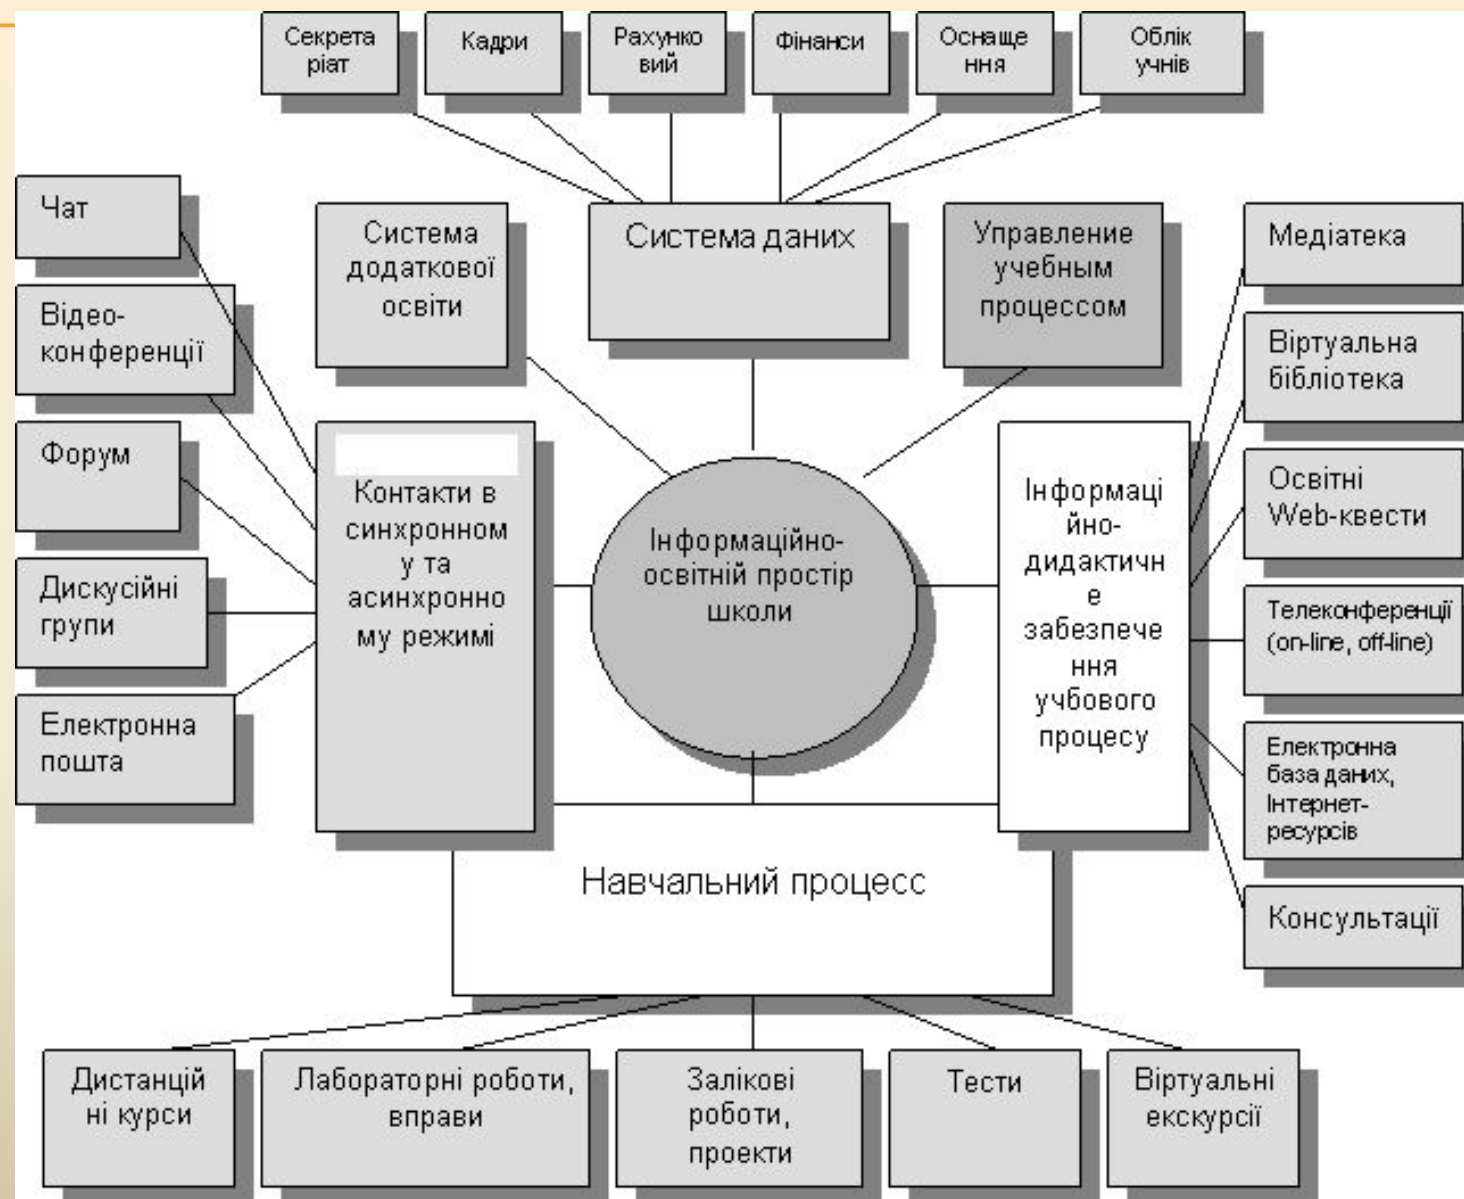 Секрета
ріат
Кадри
Рахунко
вий
Фінанси
Оснаще
ння
Облік
учнів
Чат
Система
додаткової
освіти
Система даних
Управление
учебным
процессом
Медіатека
Відео-
конференції
Віртуальна
бібліотека
Форум
Контакти в
синхронном
у та
асинхронно
му режимі
Інформаційно-
освітній простір
школи
Інформаці
йно-
дидактичн
е
забезпече
ння
учбового
процесу
Освітні
Web-квести
Дискусійні
групи
Телеконференції
(on-line, off-line)
Електронна
пошта
Електронна
база даних,
Інтернет-
ресурсів
Навчальний процесс
Консультації
Дистанцій
ні курси
Лабораторні роботи,
вправи
Залікові
роботи,
проекти
Тести
Віртуальні
екскурсії